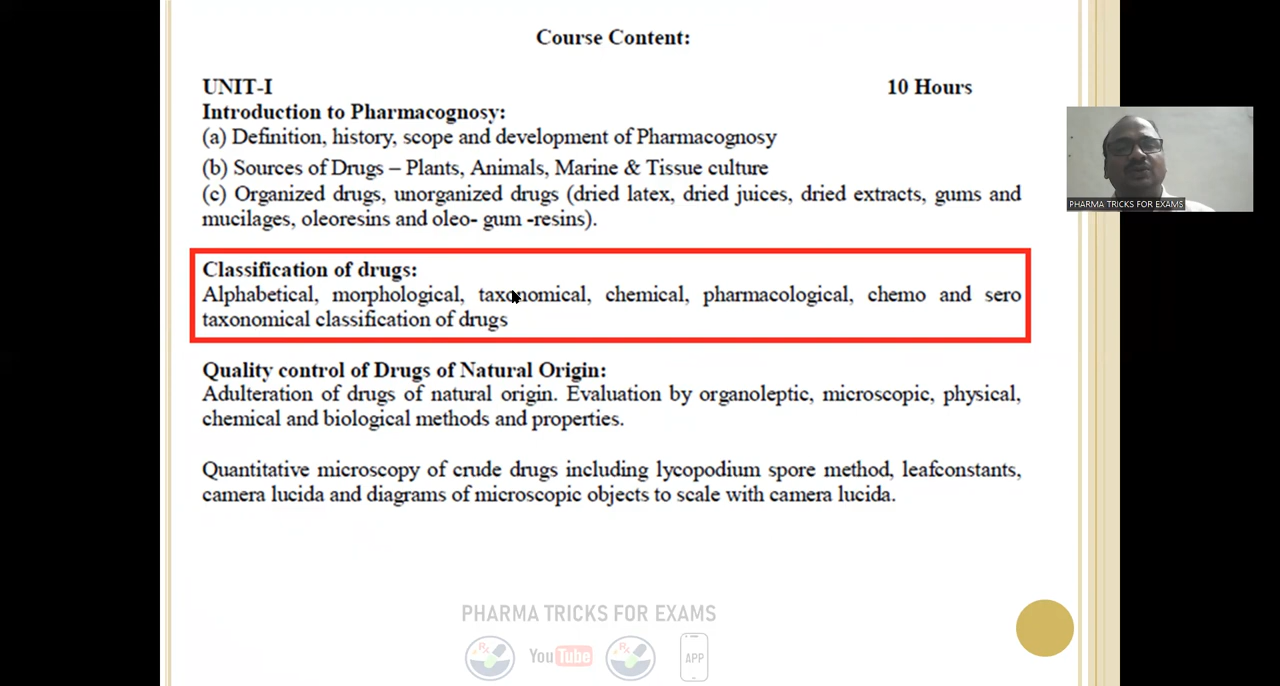 Course Content:
UNIT-I 10 Hours
Introduction to Pharmacognosy:
(a) Definition, history, scope and development of Pharmacognosy
(b) Sources of Drugs – Plants, Animals, Marine & Tissue culture
(c) Organized drugs, unorganized drugs (dried latex, dried juices, dried extracts, gums and
mucilages, oleoresins and oleo- gum -resins).
Classification of drugs:
Alphabetical, morphological, taxonomical, chemical, pharmacological, chemo and sero
taxonomical classification of drugs
Quality control of Drugs of Natural Origin:
Adulteration of drugs of natural origin. Evaluation by organoleptic, microscopic, physical,
chemical and biological methods and properties.
Quantitative microscopy of crude drugs including lycopodium spore method, leafconstants,
camera lucida and diagrams of microscopic objects to scale with camera lucida.
PHARMA TRICKS FOR EXAMS
PHARMA TRICKS FOR EXAMS
Rx YouTube Rx APP